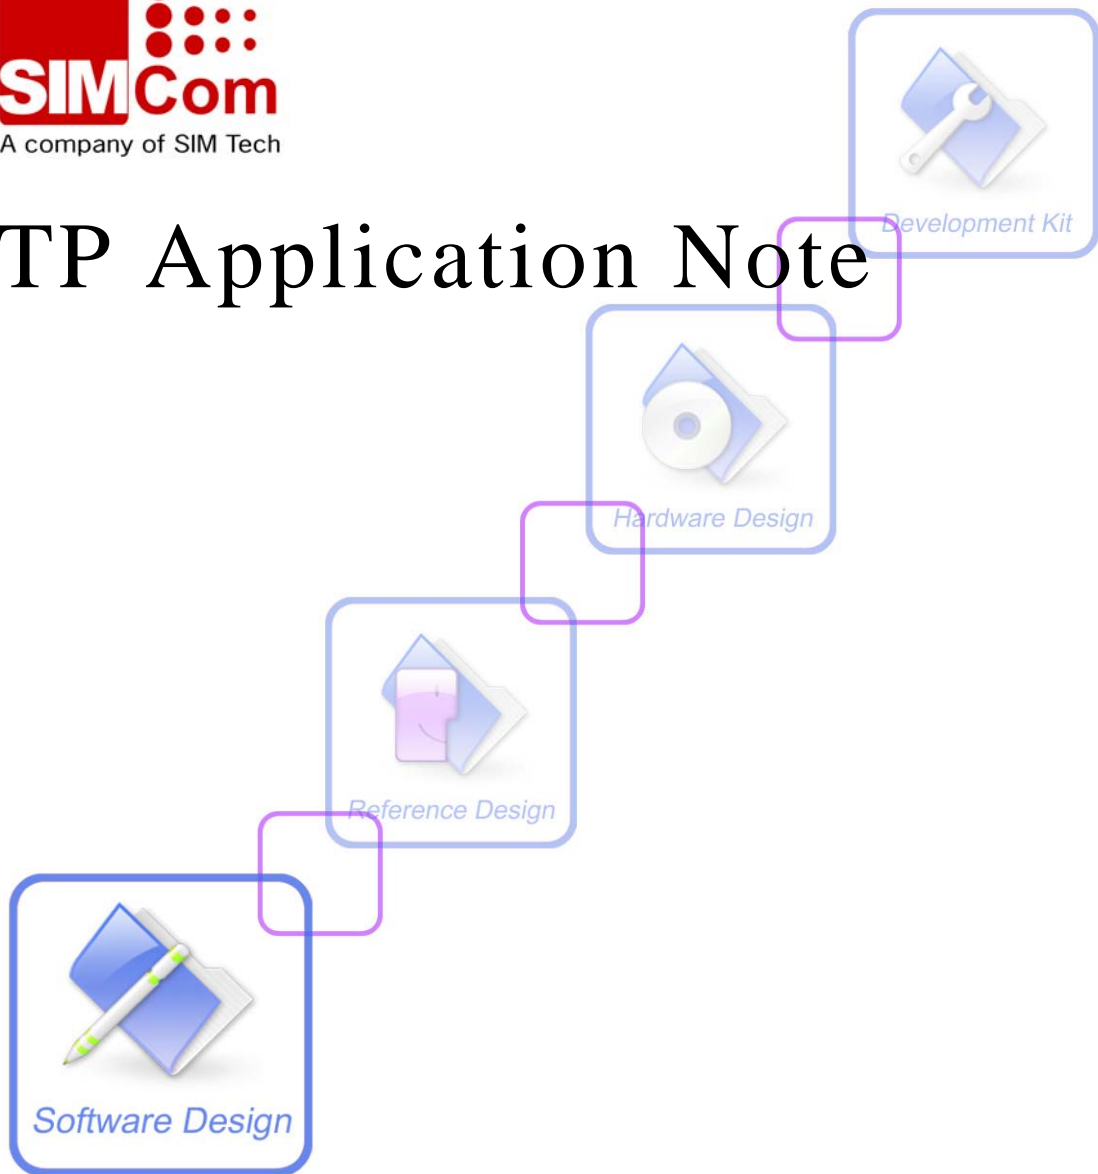 SIMCom
A company of SIM Tech
Development Kit
TP Application Note
Hardware Design
Reference Design
Software Design